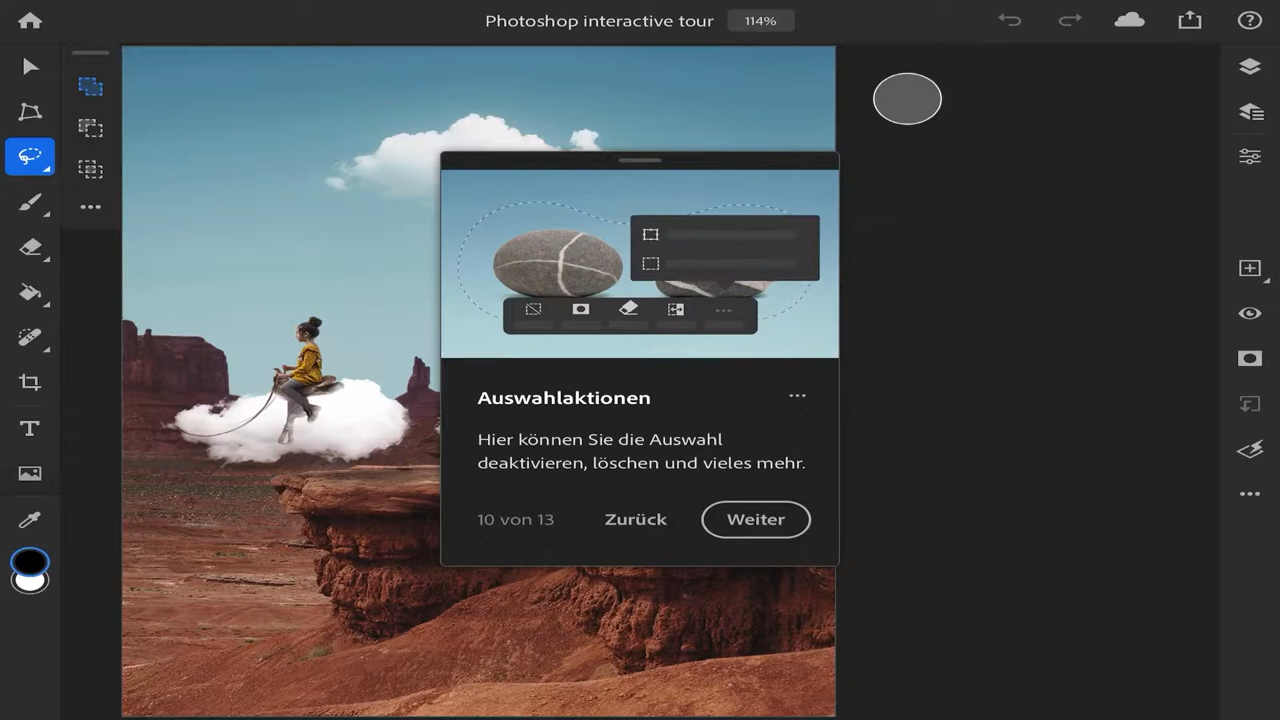 Photoshop interactive tour 114%
Auswahlaktionen
Hier können Sie die Auswahl
deaktivieren, löschen und vieles mehr.
10 von 13 Zurück Weiter